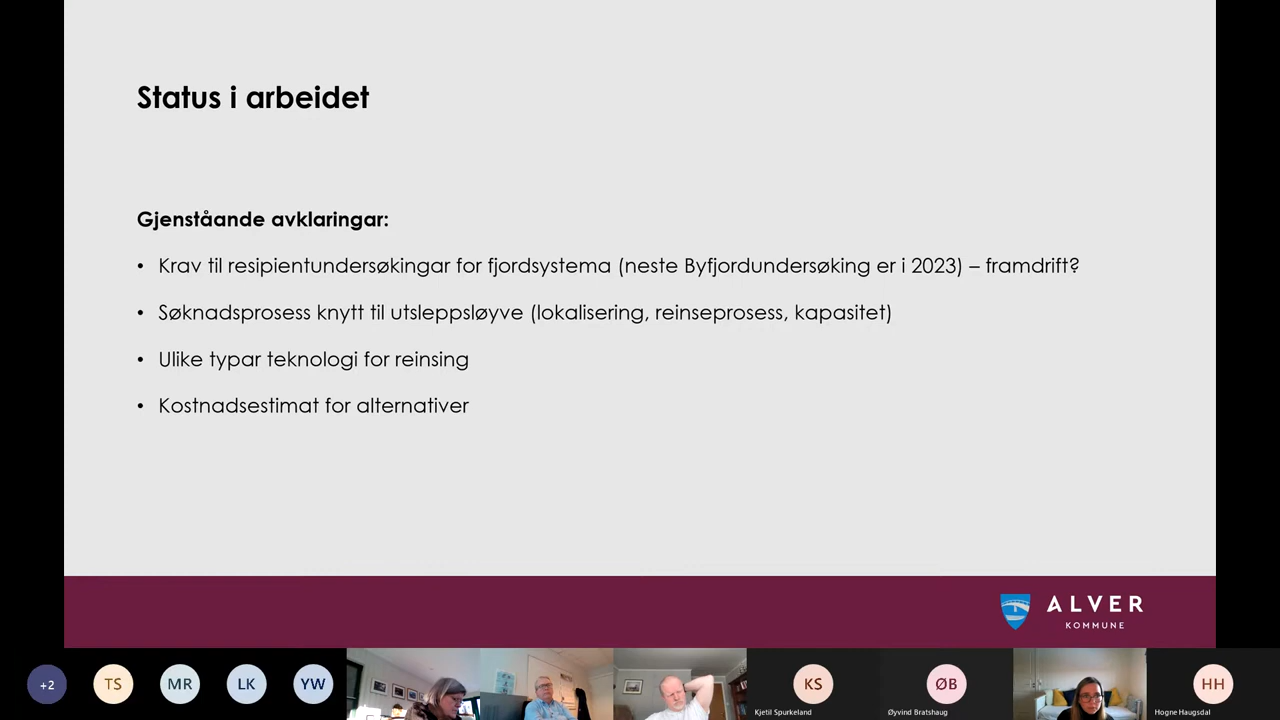 Status i arbeidet
Gjenståande avklaringar:
• Krav til resipientundersøkingar for fjordsystema (neste Byfjordundersøking er i 2023) – framdrift?
• Søknadsprosess knytt til utsleppsløyve (lokalisering, reinseprosess, kapasitet)
• Ulike typar teknologi for reinsing
• Kostnadsestimat for alternativer
ALVER
KOMMUNE
+2
TS
MR
LK
YW
KS
ØB
HH
Kjetil Spurkeland
Øyvind Bratshaug
Hogne Haugsdal